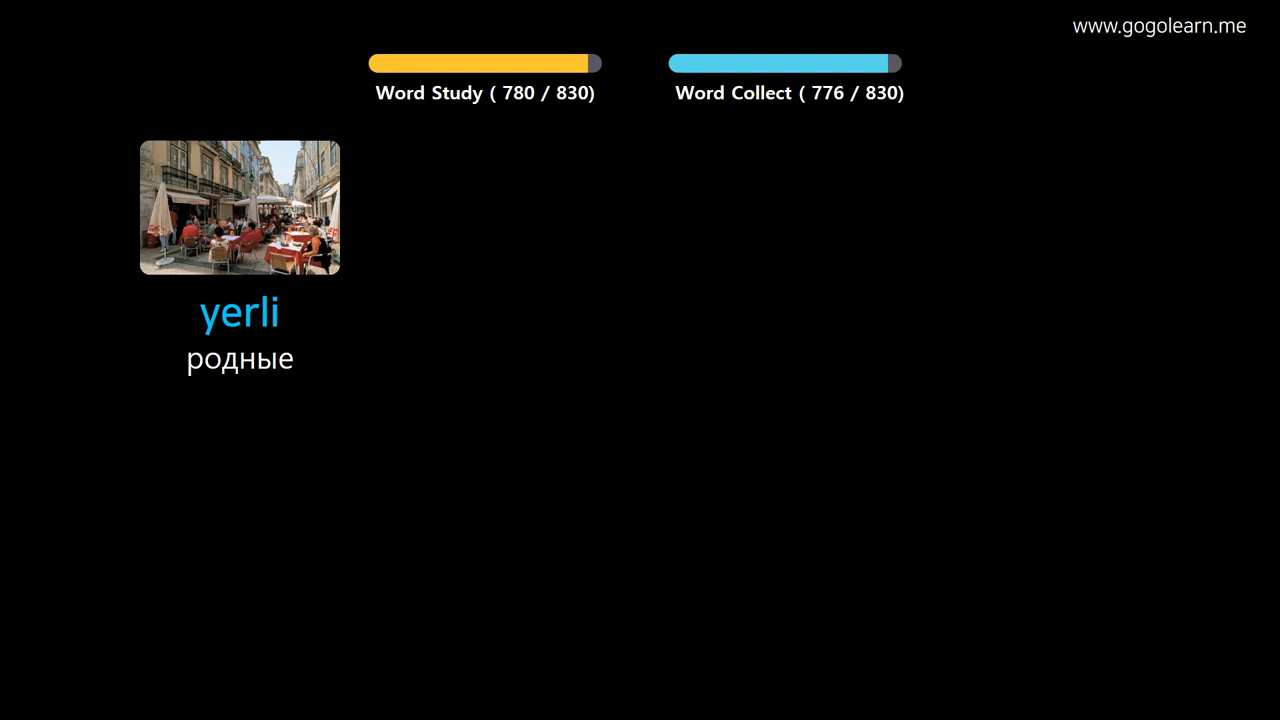 www.gogolearn.me
Word Study ( 780 / 830)
Word Collect ( 776 / 830)
yerli
родные